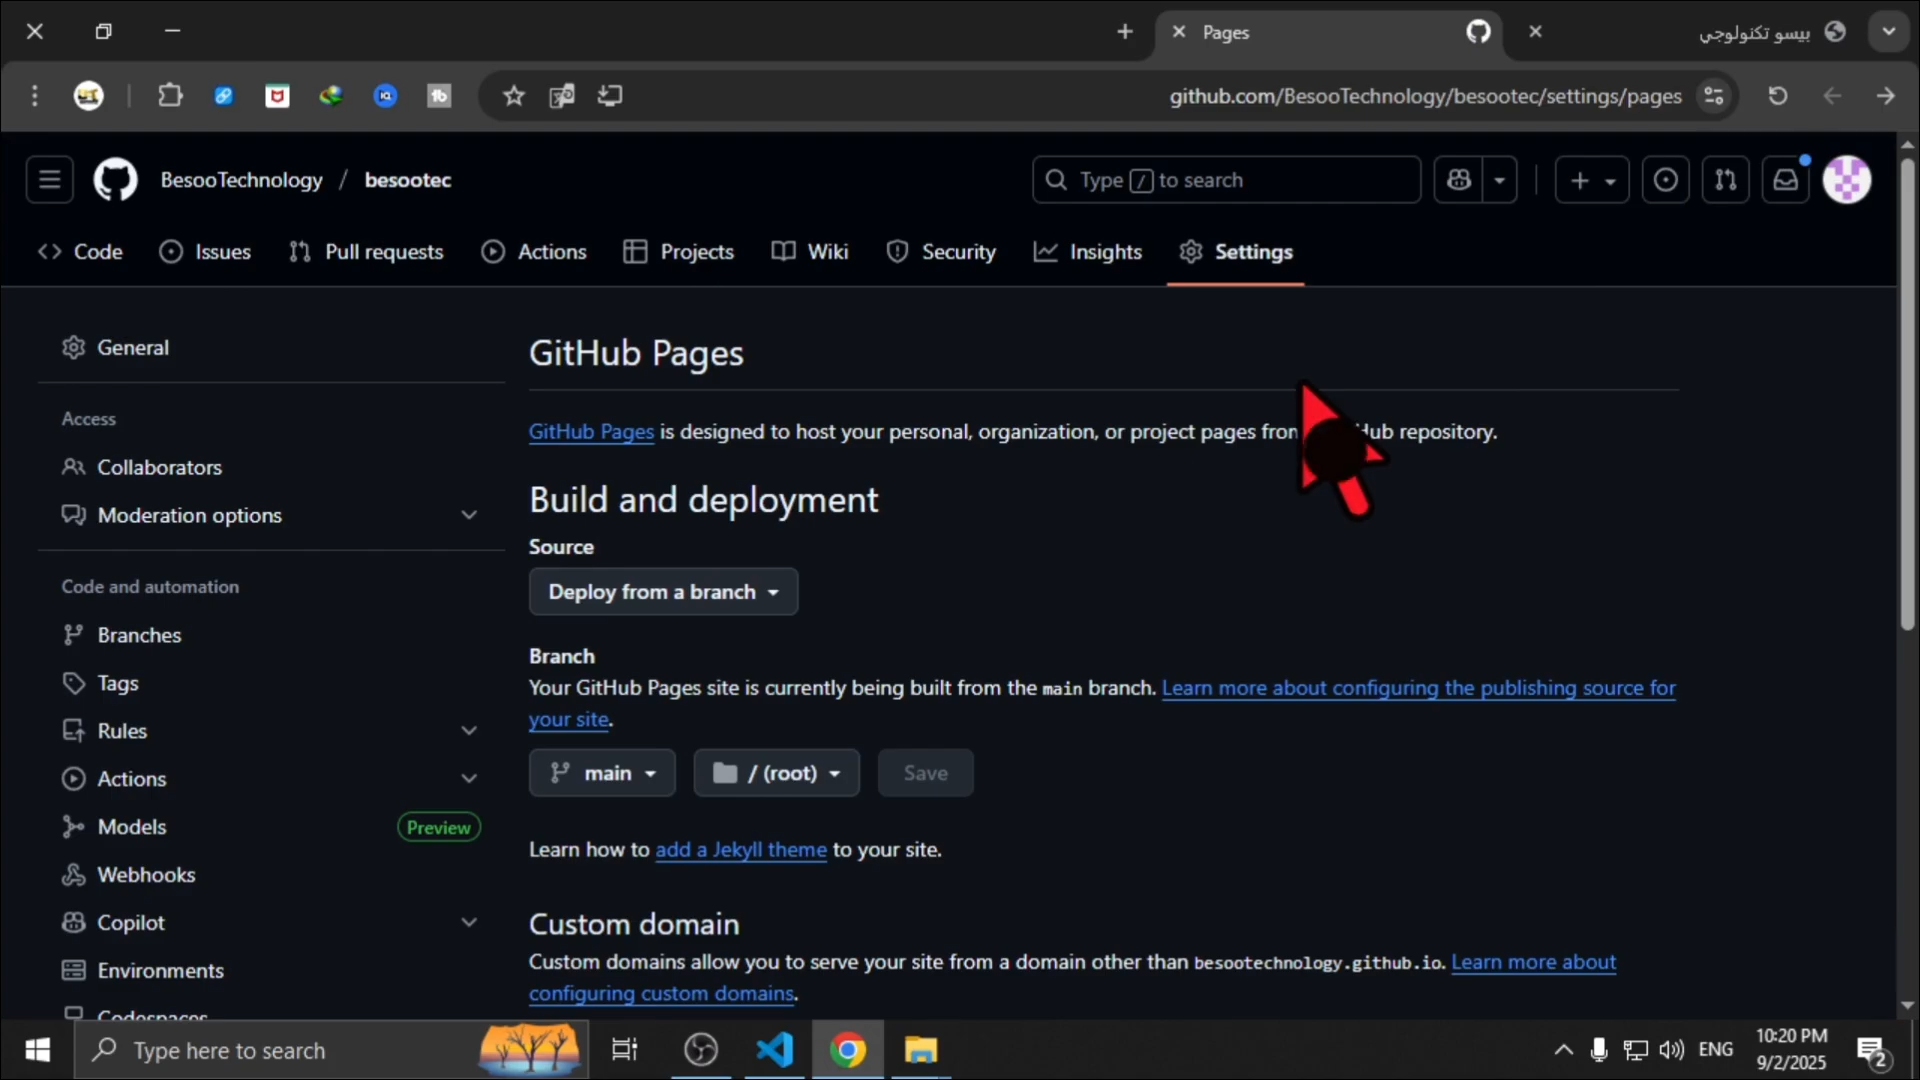 Pages
بيسو تكنولوجي
github.com/BesooTechnology/besootec/settings/pages
BesooTechnology / besootec
Type / to search
Code
Issues
Pull requests
Actions
Projects
Wiki
Security
Insights
Settings
General
Access
Collaborators
Moderation options
Code and automation
Branches
Tags
Rules
Actions
Models
Preview
Webhooks
Copilot
Environments
Codespaces
GitHub Pages
GitHub Pages is designed to host your personal, organization, or project pages from Hub repository.
Build and deployment
Source
Deploy from a branch
Branch
Your GitHub Pages site is currently being built from the main branch. Learn more about configuring the publishing source for
your site.
main
/ (root)
Save
Learn how to add a Jekyll theme to your site.
Custom domain
Custom domains allow you to serve your site from a domain other than besootechnology.github.io. Learn more about
configuring custom domains.
Type here to search
ENG
10:20 PM
9/2/2025
2